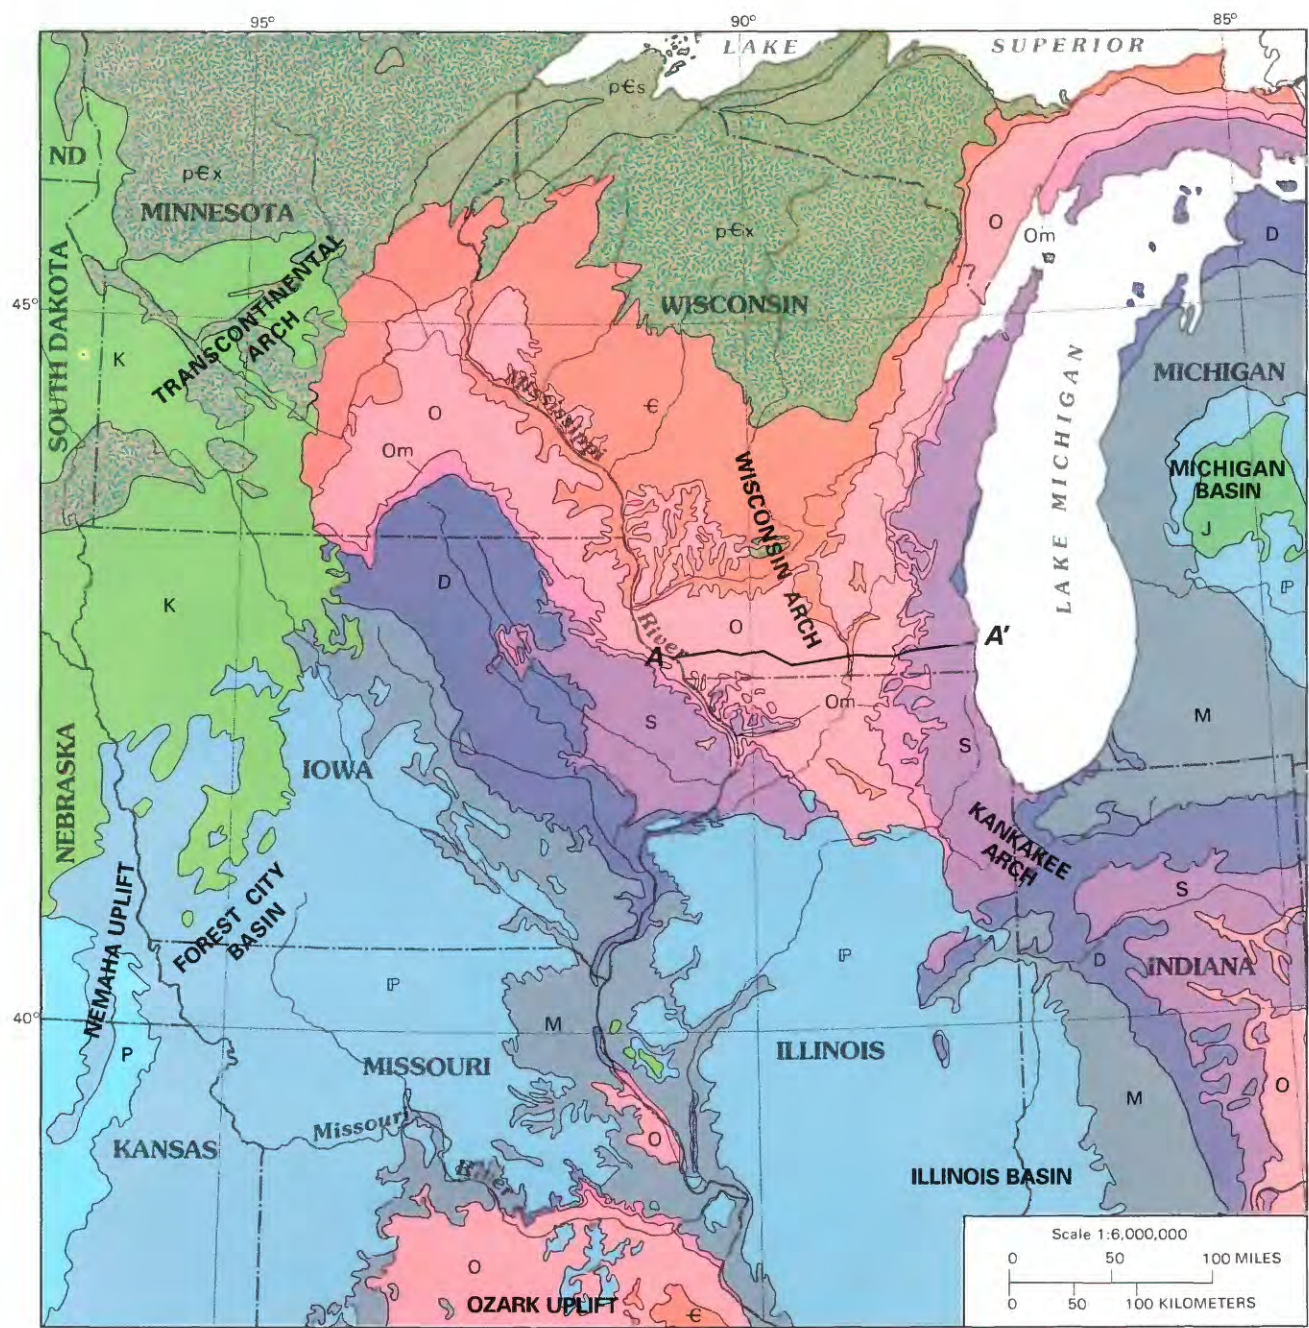 95°
90°
85°
LAKE SUPERIOR
p€s
ND
p€x
MINNESOTA
O
Om
D
p€x
SOUTH DAKOTA
TRANSCONTINENTAL
ARCH
45°
WISCONSIN
K
Mississippi
River
€
O
Om
MICHIGAN
LAKE MICHIGAN
WISCONSIN ARCH
MICHIGAN
BASIN
J
ℙ
D
K
O
A
A'
Om
M
S
S
NEBRASKA
IOWA
KANKAKEE
ARCH
S
NEMAHA UPLIFT
FOREST CITY
BASIN
ℙ
ℙ
D
INDIANA
40°
P
M
MISSOURI
ILLINOIS
M
O
Missouri
River
KANSAS
O
ILLINOIS BASIN
O
OZARK UPLIFT
€
Scale 1:6,000,000
0 50 100 MILES
0 50 100 KILOMETERS